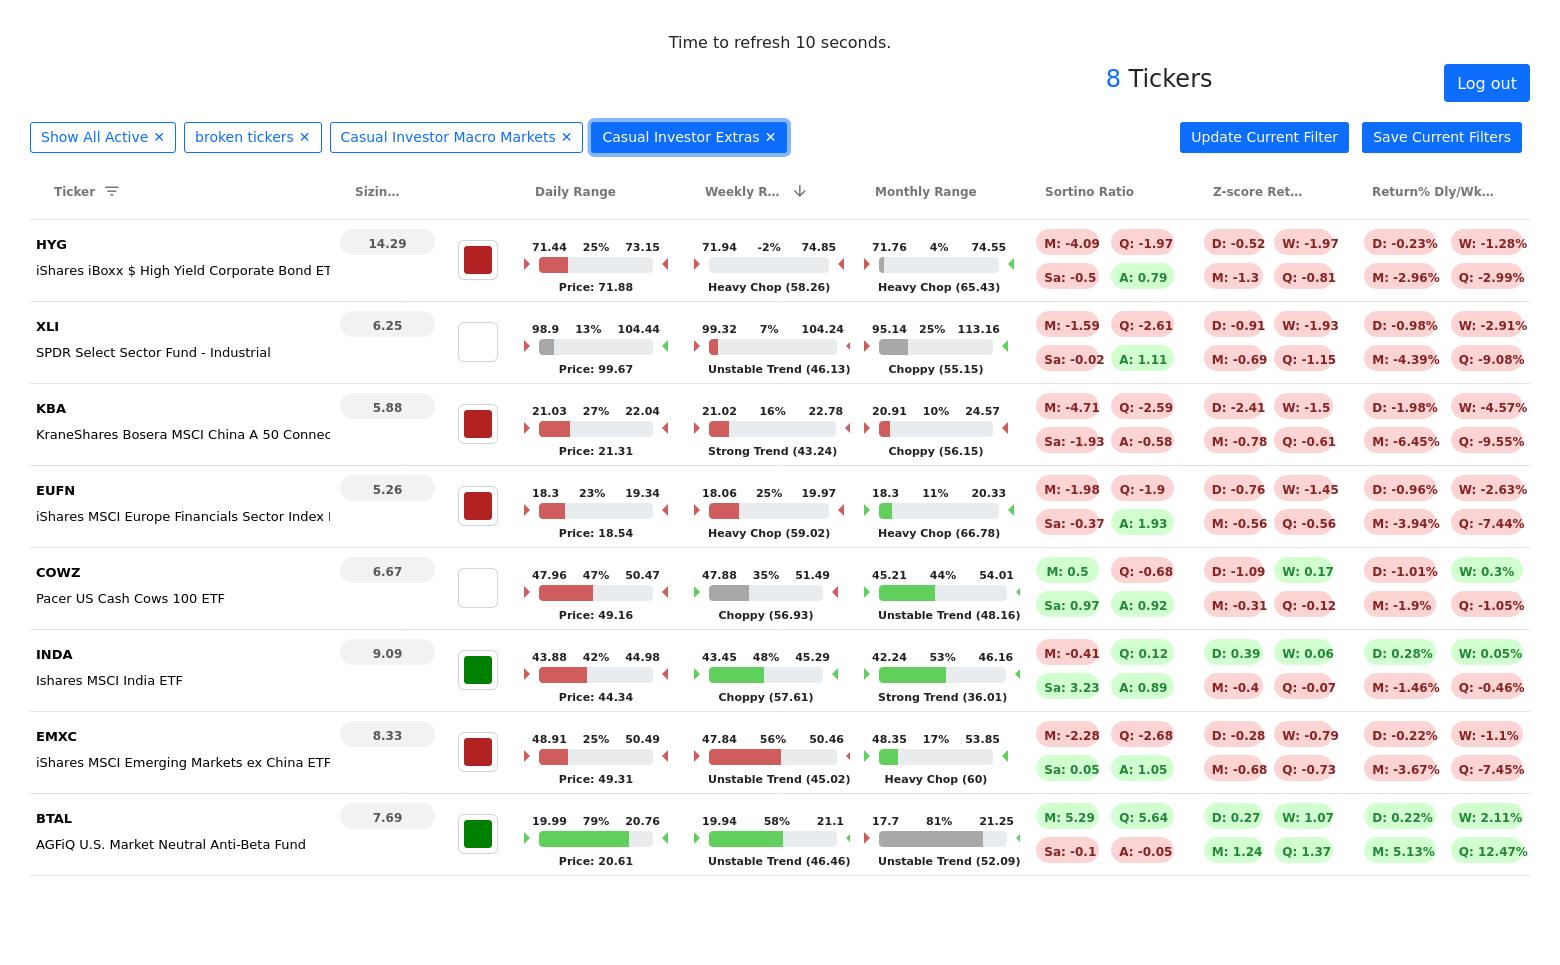 Time to refresh 10 seconds.
8 Tickers
Log out
Show All Active ✕ broken tickers ✕ Casual Investor Macro Markets ✕ Casual Investor Extras ✕ Update Current Filter Save Current Filters
Ticker Sizin... Daily Range Weekly R... Monthly Range Sortino Ratio Z-score Ret... Return% Dly/Wk...
HYG 14.29 71.44 25% 73.15 71.94 -2% 74.85 71.76 4% 74.55 M: -4.09 Q: -1.97 D: -0.52 W: -1.97 D: -0.23% W: -1.28%
iShares iBoxx $ High Yield Corporate Bond ET Sa: -0.5 A: 0.79 M: -1.3 Q: -0.81 M: -2.96% Q: -2.99%
Price: 71.88 Heavy Chop (58.26) Heavy Chop (65.43)
XLI 6.25 98.9 13% 104.44 99.32 7% 104.24 95.14 25% 113.16 M: -1.59 Q: -2.61 D: -0.91 W: -1.93 D: -0.98% W: -2.91%
SPDR Select Sector Fund - Industrial Sa: -0.02 A: 1.11 M: -0.69 Q: -1.15 M: -4.39% Q: -9.08%
Price: 99.67 Unstable Trend (46.13) Choppy (55.15)
KBA 5.88 21.03 27% 22.04 21.02 16% 22.78 20.91 10% 24.57 M: -4.71 Q: -2.59 D: -2.41 W: -1.5 D: -1.98% W: -4.57%
KraneShares Bosera MSCI China A 50 Connec Sa: -1.93 A: -0.58 M: -0.78 Q: -0.61 M: -6.45% Q: -9.55%
Price: 21.31 Strong Trend (43.24) Choppy (56.15)
EUFN 5.26 18.3 23% 19.34 18.06 25% 19.97 18.3 11% 20.33 M: -1.98 Q: -1.9 D: -0.76 W: -1.45 D: -0.96% W: -2.63%
iShares MSCI Europe Financials Sector Index Sa: -0.37 A: 1.93 M: -0.56 Q: -0.56 M: -3.94% Q: -7.44%
Price: 18.54 Heavy Chop (59.02) Heavy Chop (66.78)
COWZ 6.67 47.96 47% 50.47 47.88 35% 51.49 45.21 44% 54.01 M: 0.5 Q: -0.68 D: -1.09 W: 0.17 D: -1.01% W: 0.3%
Pacer US Cash Cows 100 ETF Sa: 0.97 A: 0.92 M: -0.31 Q: -0.12 M: -1.9% Q: -1.05%
Price: 49.16 Choppy (56.93) Unstable Trend (48.16)
INDA 9.09 43.88 42% 44.98 43.45 48% 45.29 42.24 53% 46.16 M: -0.41 Q: 0.12 D: 0.39 W: 0.06 D: 0.28% W: 0.05%
Ishares MSCI India ETF Sa: 3.23 A: 0.89 M: -0.4 Q: -0.07 M: -1.46% Q: -0.46%
Price: 44.34 Choppy (57.61) Strong Trend (36.01)
EMXC 8.33 48.91 25% 50.49 47.84 56% 50.46 48.35 17% 53.85 M: -2.28 Q: -2.68 D: -0.28 W: -0.79 D: -0.22% W: -1.1%
iShares MSCI Emerging Markets ex China ETF Sa: 0.05 A: 1.05 M: -0.68 Q: -0.73 M: -3.67% Q: -7.45%
Price: 49.31 Unstable Trend (45.02) Heavy Chop (60)
BTAL 7.69 19.99 79% 20.76 19.94 58% 21.1 17.7 81% 21.25 M: 5.29 Q: 5.64 D: 0.27 W: 1.07 D: 0.22% W: 2.11%
AGFiQ U.S. Market Neutral Anti-Beta Fund Sa: -0.1 A: -0.05 M: 1.24 Q: 1.37 M: 5.13% Q: 12.47%
Price: 20.61 Unstable Trend (46.46) Unstable Trend (52.09)